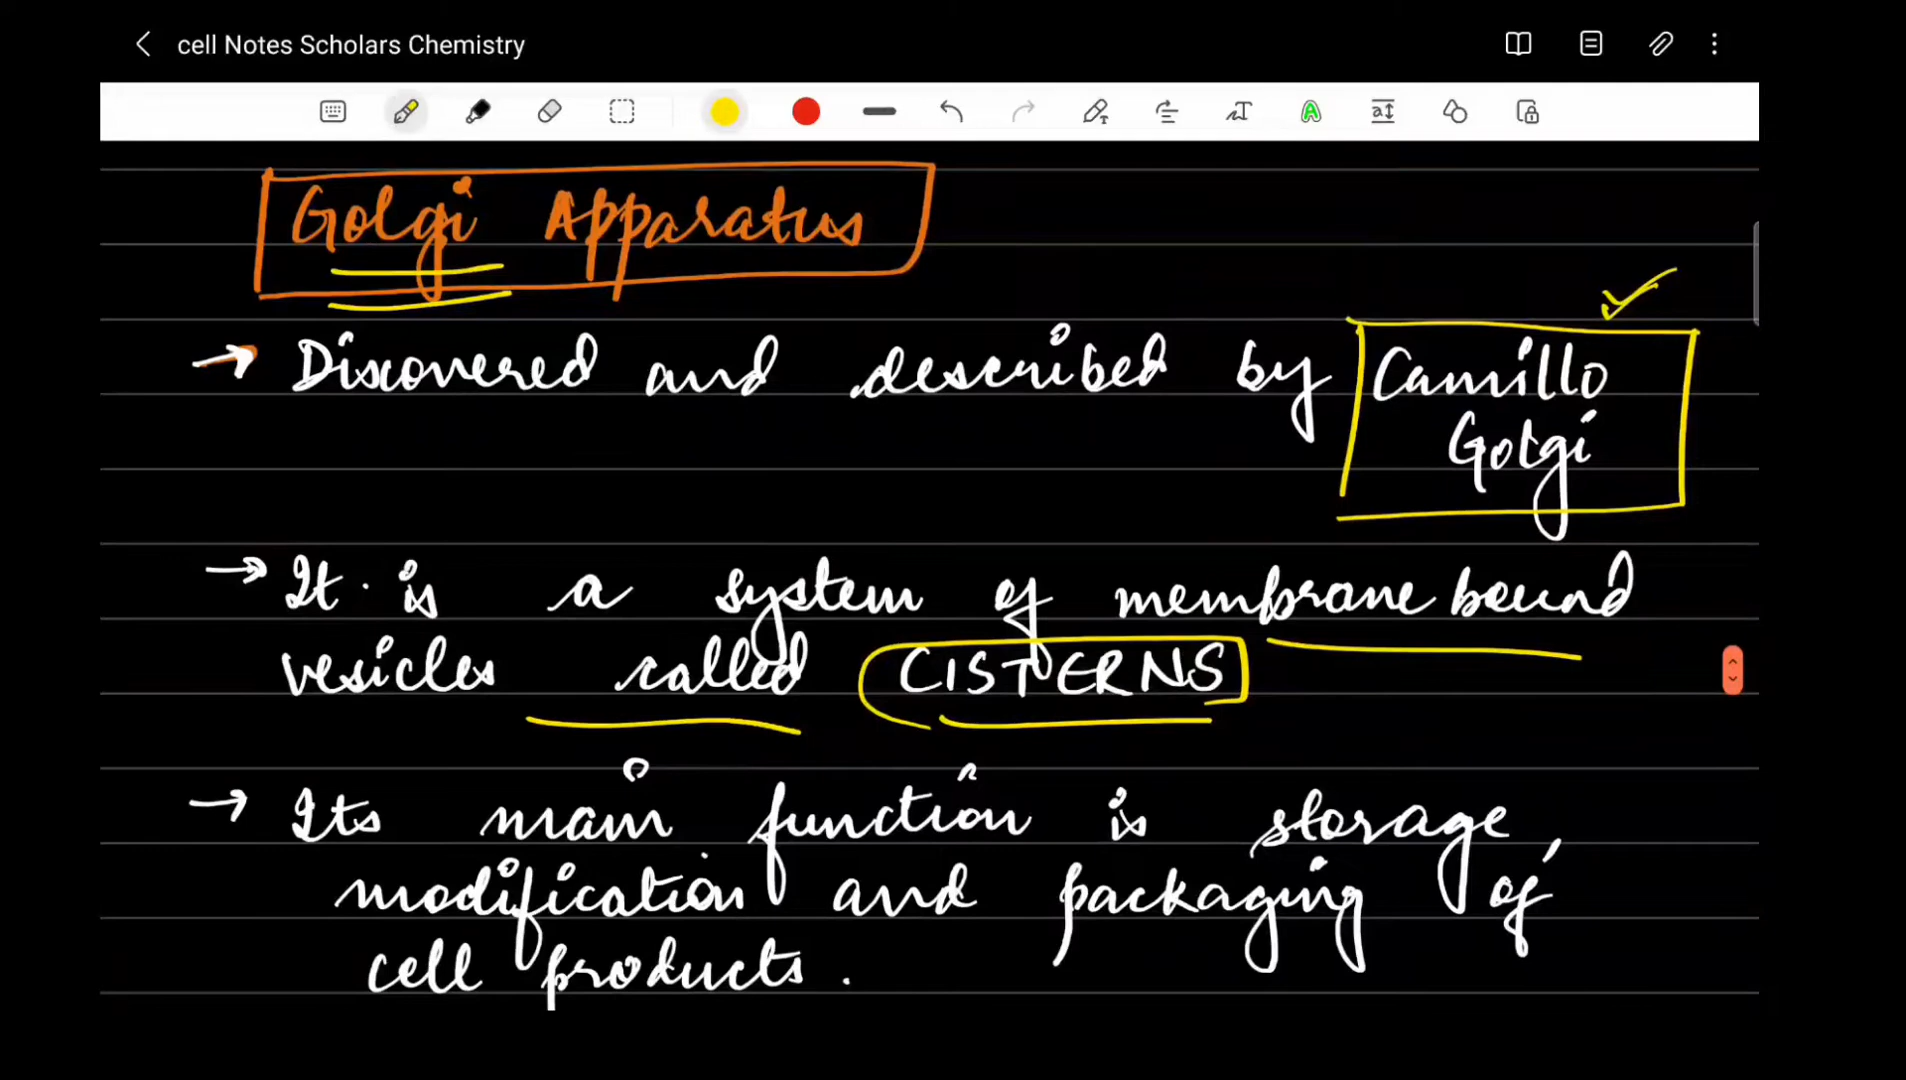 cell Notes Scholars Chemistry
Golgi Apparatus
→ Discovered and described by Camillo
Golgi
→ It is a system of membrane bound
vesicles called CISTERNS
→ Its main function is storage
modification and packaging of
cell products.